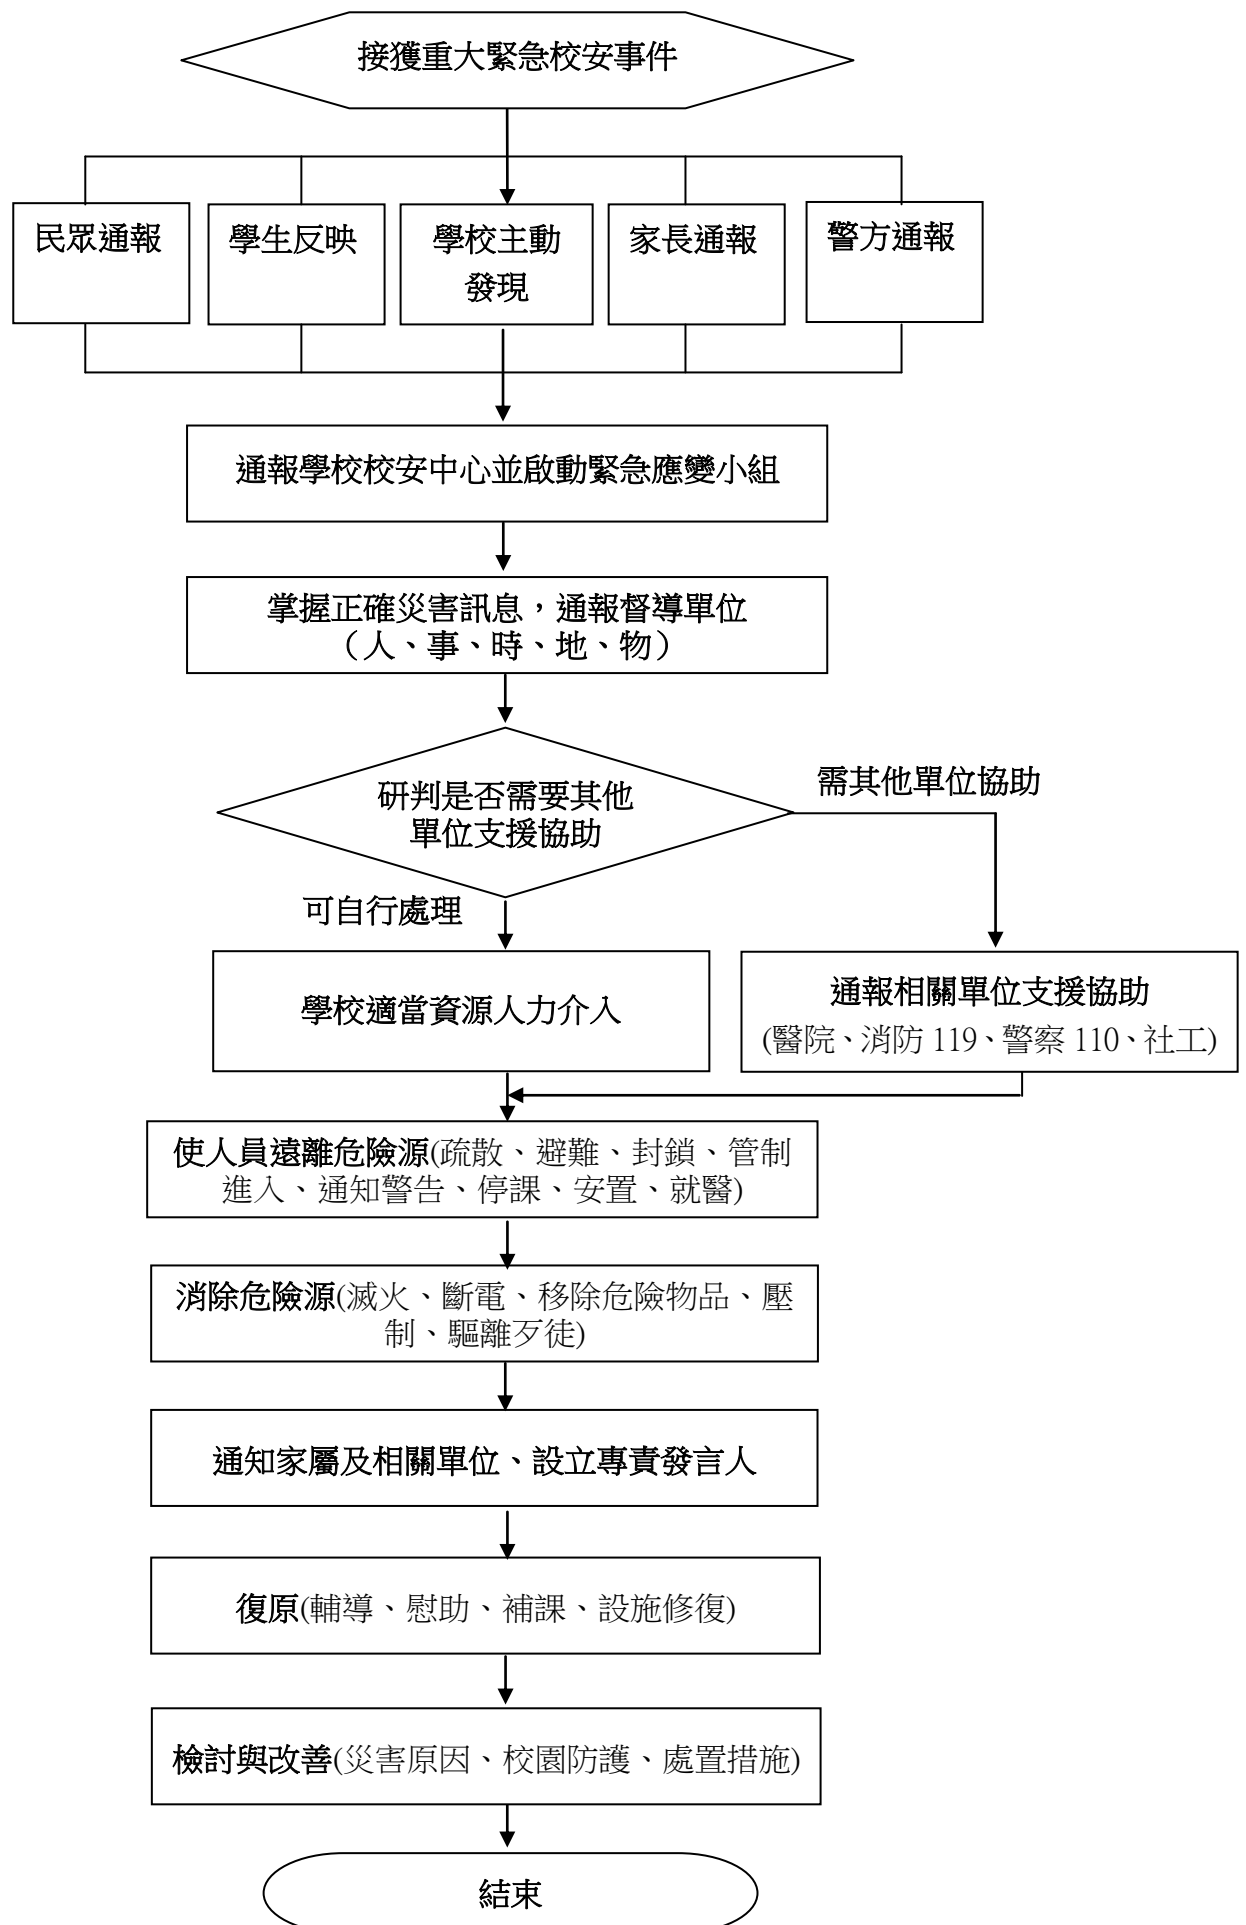 接獲重大緊急校安事件
民眾通報
學生反映
學校主動
發現
家長通報
警方通報
通報學校校安中心並啟動緊急應變小組
掌握正確災害訊息，通報督導單位
（人、事、時、地、物）
研判是否需要其他
單位支援協助
需其他單位協助
可自行處理
學校適當資源人力介入
通報相關單位支援協助
(醫院、消防 119、警察 110、社工)
使人員遠離危險源(疏散、避難、封鎖、管制
進入、通知警告、停課、安置、就醫)
消除危險源(滅火、斷電、移除危險物品、壓
制、驅離歹徒)
通知家屬及相關單位、設立專責發言人
復原(輔導、慰助、補課、設施修復)
檢討與改善(災害原因、校園防護、處置措施)
結束